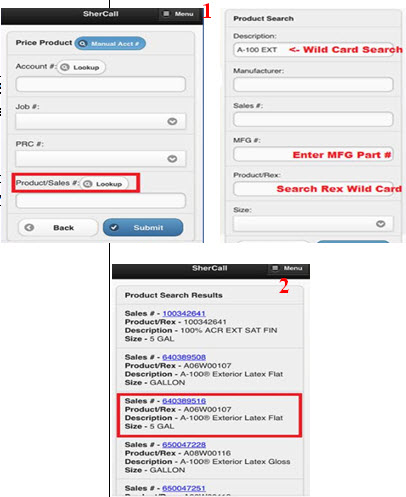 SherCall
Menu
1
Price Product Manual Acct #
Account #: Lookup
Job #:
PRC #:
Product/Sales #: Lookup
Back
Submit
Product Search
Description:
A-100 EXT <- Wild Card Search
Manufacturer:
Sales #:
MFG #:
Enter MFG Part #
Product/Rex:
Search Rex Wild Card
Size:
SherCall
Menu
2
Product Search Results
Sales # - 100342641
Product/Rex - 100342641
Description - 100% ACR EXT SAT FIN
Size - 5 GAL
Sales # - 640389508
Product/Rex - A06W00107
Description - A-100® Exterior Latex Flat
Size - GALLON
Sales # - 640389516
Product/Rex - A06W00107
Description - A-100® Exterior Latex Flat
Size - 5 GAL
Sales # - 650047228
Product/Rex - A08W00116
Description - A-100® Exterior Latex Gloss
Size - GALLON
Sales # - 650047251